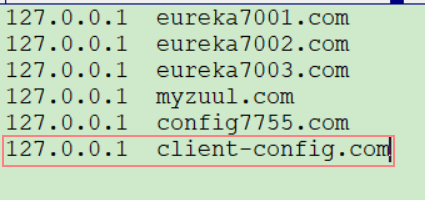 127.0.0.1  eureka7001.com
127.0.0.1  eureka7002.com
127.0.0.1  eureka7003.com
127.0.0.1  myzuul.com
127.0.0.1  config7755.com
127.0.0.1  client-config.com